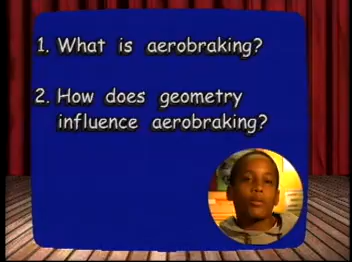 1. What is aerobraking?
2. How does geometry
influence aerobraking?